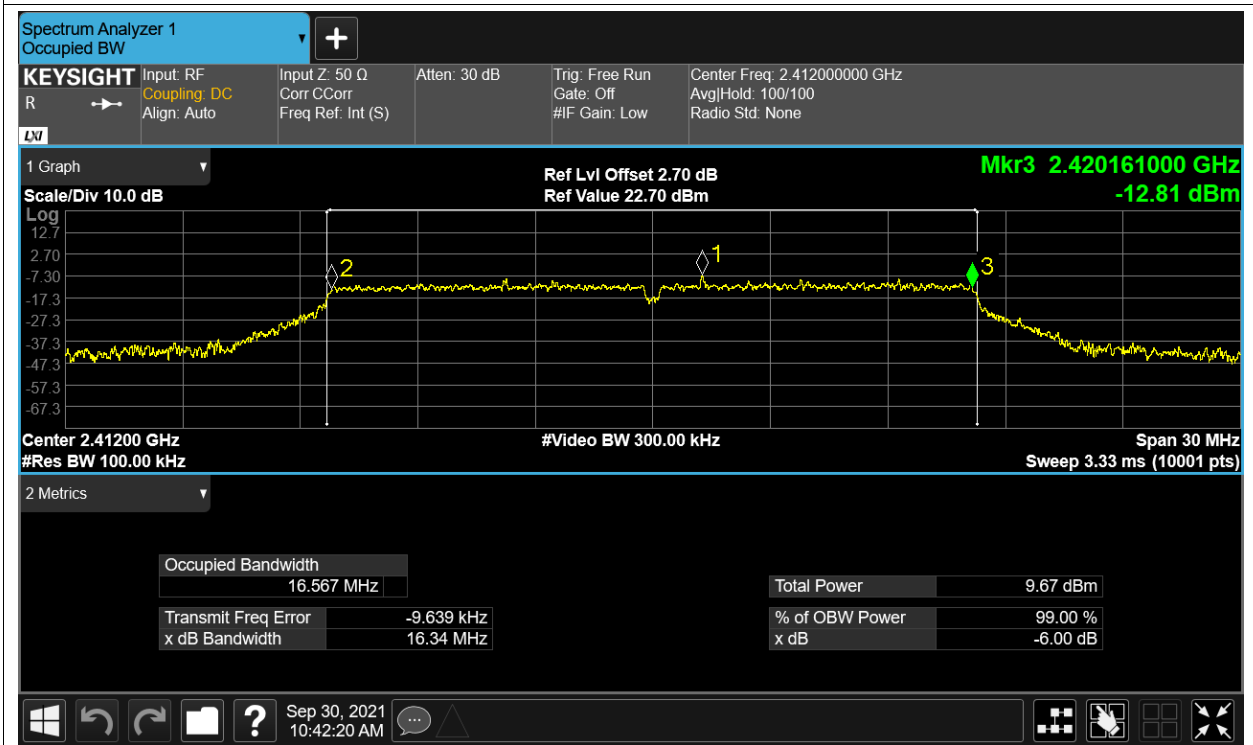 Spectrum Analyzer 1
Occupied BW
KEYSIGHT
R
LXI
Input: RF
Coupling: DC
Align: Auto
Input Z: 50 Ω
Corr CCorr
Freq Ref: Int (S)
Atten: 30 dB
Trig: Free Run
Gate: Off
#IF Gain: Low
Center Freq: 2.412000000 GHz
Avg|Hold: 100/100
Radio Std: None
1 Graph
Scale/Div 10.0 dB
Ref Lvl Offset 2.70 dB
Ref Value 22.70 dBm
Mkr3 2.420161000 GHz
-12.81 dBm
Log
12.7
2.70
-7.30
-17.3
-27.3
-37.3
-47.3
-57.3
-67.3
2
1
3
Center 2.41200 GHz
#Video BW 300.00 kHz
Span 30 MHz
#Res BW 100.00 kHz
Sweep 3.33 ms (10001 pts)
2 Metrics
Occupied Bandwidth
16.567 MHz
Total Power 9.67 dBm
Transmit Freq Error -9.639 kHz
% of OBW Power 99.00 %
x dB Bandwidth 16.34 MHz
x dB -6.00 dB
?
Sep 30, 2021
10:42:20 AM